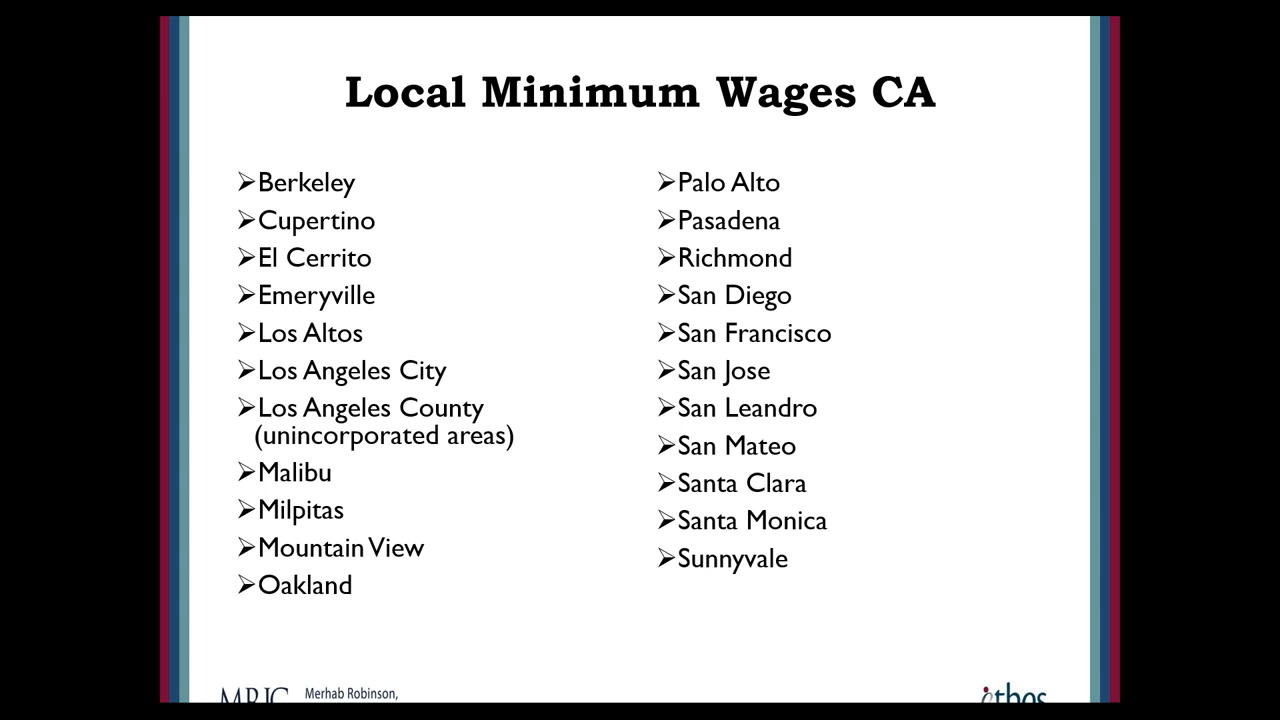 Local Minimum Wages CA
➢Berkeley
➢Cupertino
➢El Cerrito
➢Emeryville
➢Los Altos
➢Los Angeles City
➢Los Angeles County
(unincorporated areas)
➢Malibu
➢Milpitas
➢Mountain View
➢Oakland
➢Palo Alto
➢Pasadena
➢Richmond
➢San Diego
➢San Francisco
➢San Jose
➢San Leandro
➢San Mateo
➢Santa Clara
➢Santa Monica
➢Sunnyvale
MRJC
Merhab Robinson,
ethos